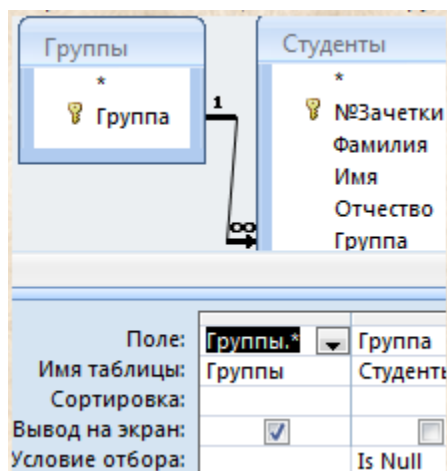 Группы
*
Группа
Студенты
*
№Зачетки
Фамилия
Имя
Отчество
Группа
1
∞
Поле: Группы.* Группа
Имя таблицы: Группы Студенть
Сортировка:
Вывод на экран:
Условие отбора: Is Null